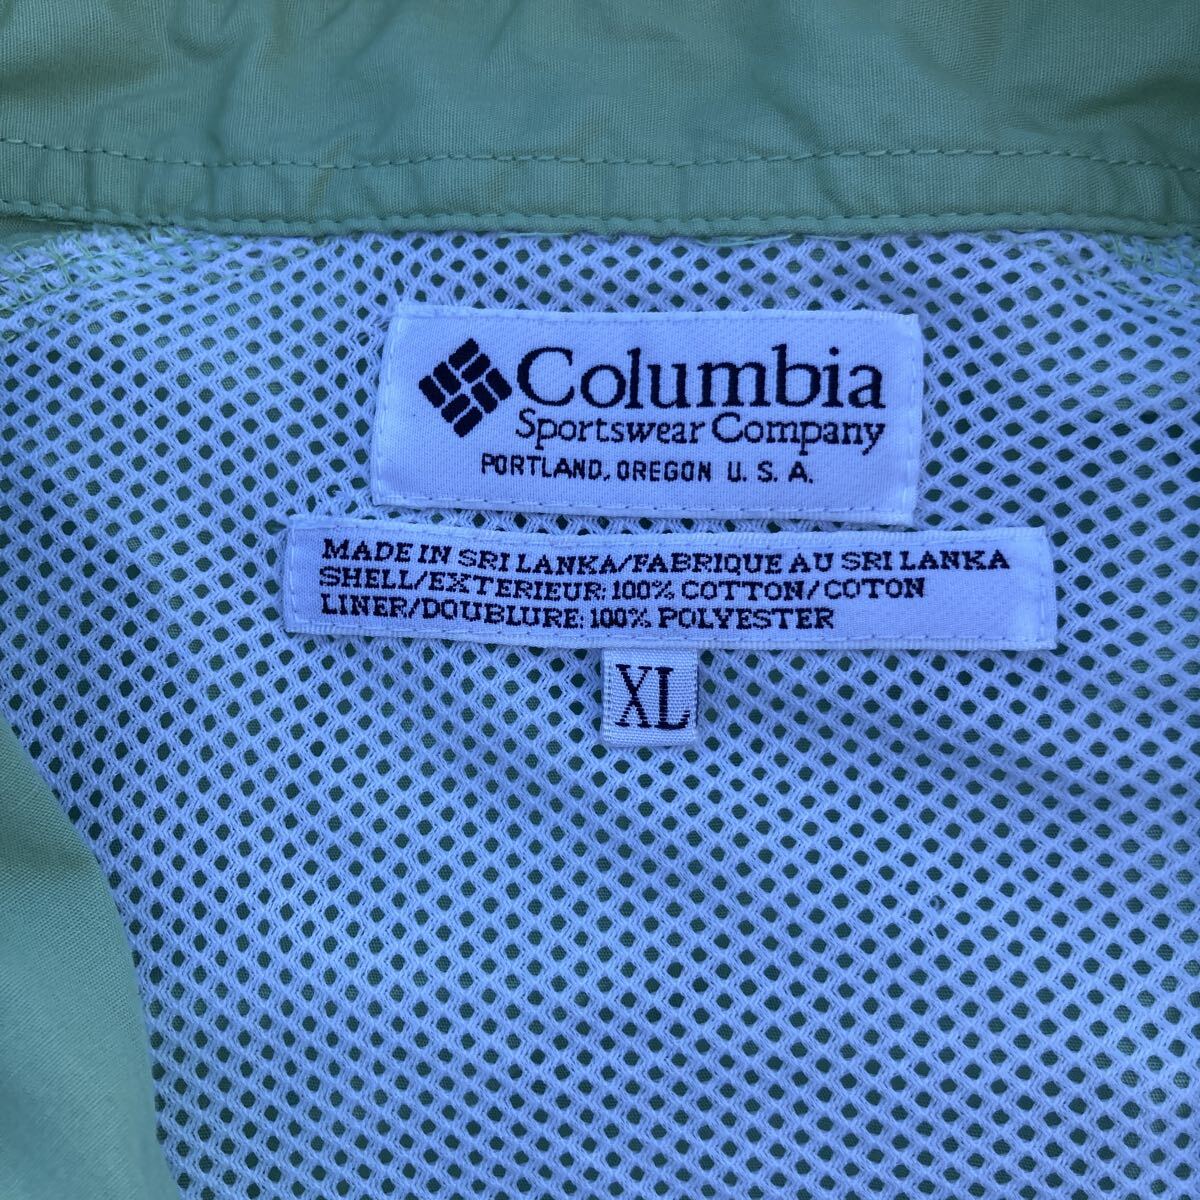 Columbia
Sportswear Company
PORTLAND, OREGON U. S. A.
MADE IN SRI LANKA/FABRIQUE AU SRI LANKA
SHELL/EXTERIEUR: 100% COTTON/COTON
LINER/DOUBLURE: 100% POLYESTER
XL